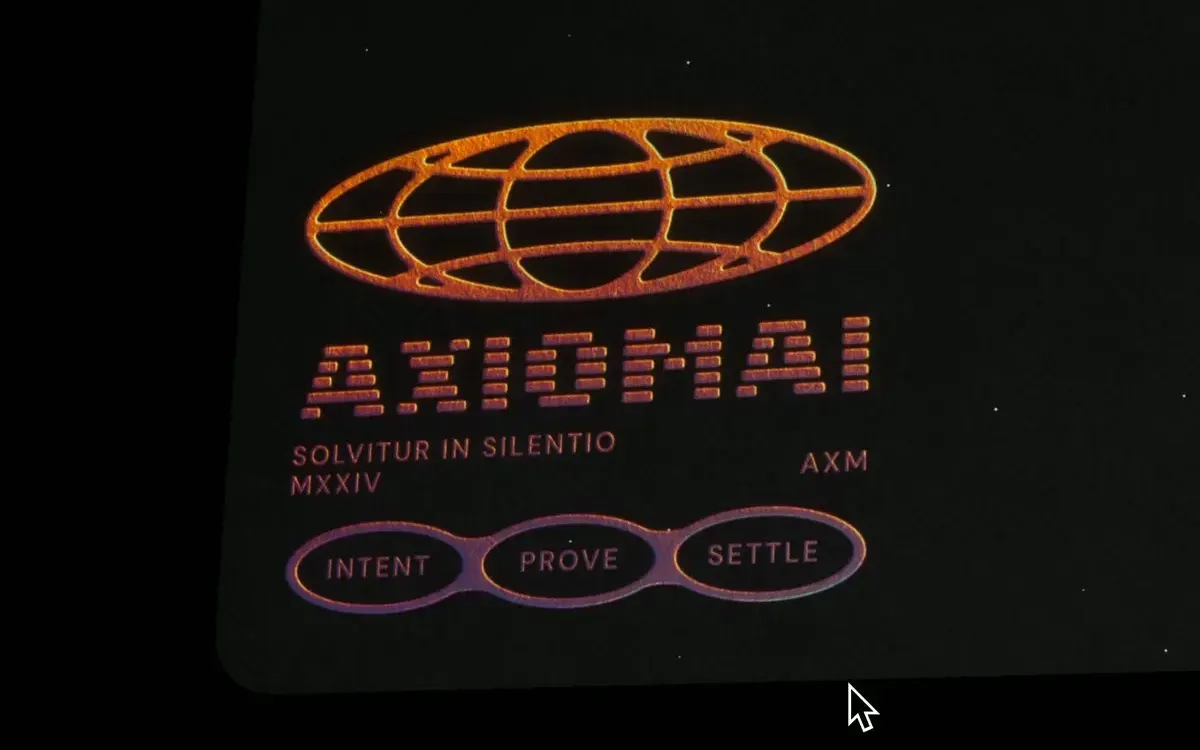 AXIOMAI
SOLVITUR IN SILENTIO
MXXIV
AXM
INTENT PROVE SETTLE